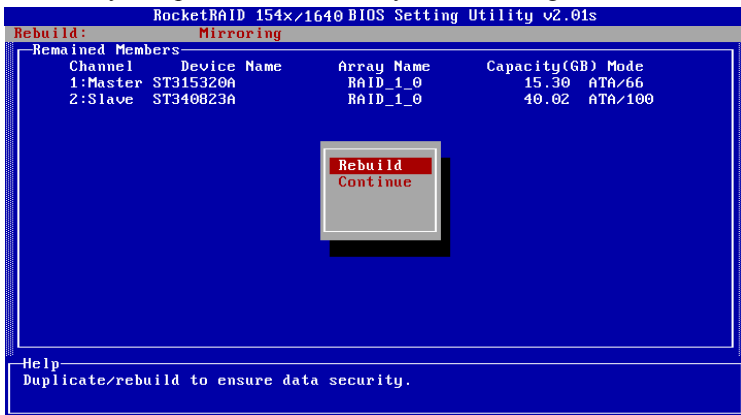 RocketRAID 154x/1640 BIOS Setting Utility v2.01s
Rebuild: Mirroring
Remained Members
Channel Device Name Array Name Capacity(GB) Mode
1:Master ST315320A RAID_1_0 15.30 ATA/66
2:Slave ST340823A RAID_1_0 40.02 ATA/100
Rebuild
Continue
Help
Duplicate/rebuild to ensure data security.